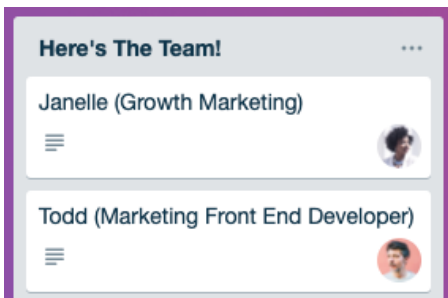 Here's The Team!
Janelle (Growth Marketing)
Todd (Marketing Front End Developer)